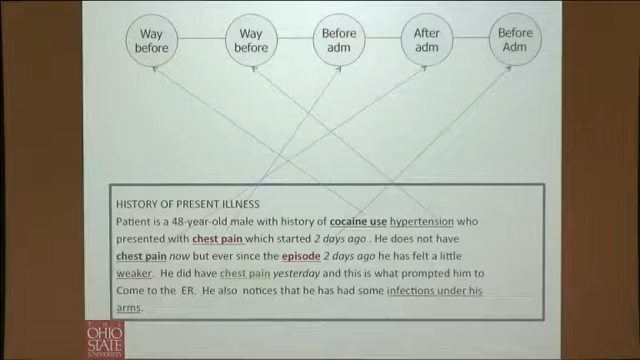 Way before
Way before
Before adm
After adm
Before Adm
HISTORY OF PRESENT ILLNESS
Patient is a 48-year-old male with history of cocaine use hypertension who
presented with chest pain which started 2 days ago . He does not have
chest pain now but ever since the episode 2 days ago he has felt a little
weaker. He did have chest pain yesterday and this is what prompted him to
Come to the ER. He also notices that he has had some infections under his
arms.
THE
OHIO
STATE
UNIVERSITY